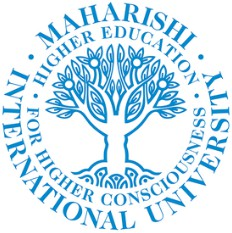 MAHARISHI · INTERNATIONAL UNIVERSITY ·
HIGHER EDUCATION · FOR HIGHER CONSCIOUSNESS ·